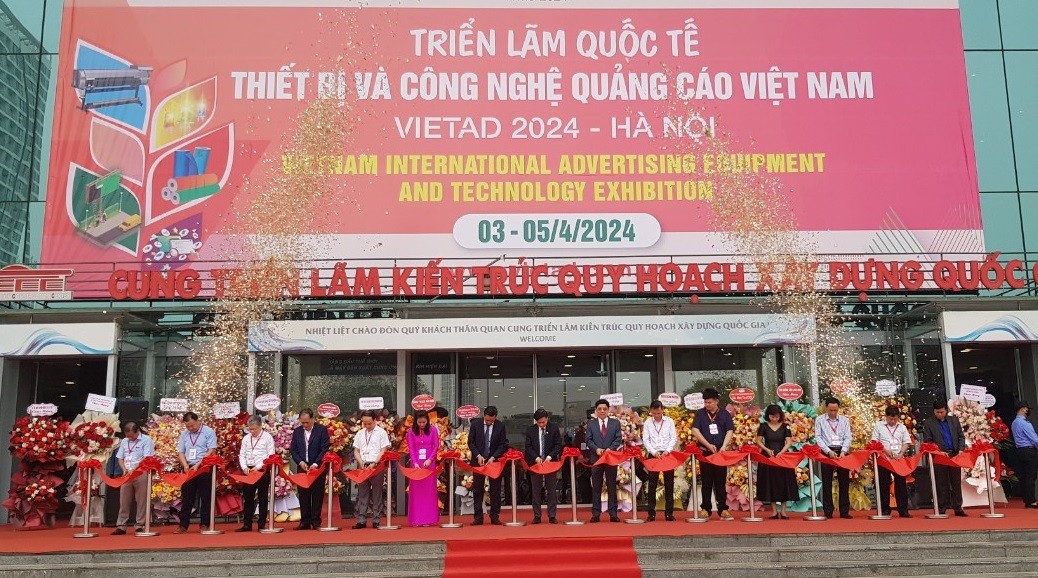 TRIỂN LÃM QUỐC TẾ
THIẾT BỊ VÀ CÔNG NGHỆ QUẢNG CÁO VIỆT NAM
VIETAD 2024 - HÀ NỘI
VIETNAM INTERNATIONAL ADVERTISING EQUIPMENT
AND TECHNOLOGY EXHIBITION
03 - 05/4/2024
CUNG TRIỂN LÃM KIẾN TRÚC QUY HOẠCH XÂY DỰNG QUỐC
NHIỆT LIỆT CHÀO ĐÓN QUÝ KHÁCH THĂM QUAN CUNG TRIỂN LÃM KIẾN TRÚC QUY HOẠCH XÂY DỰNG QUỐC GIA
WELCOME